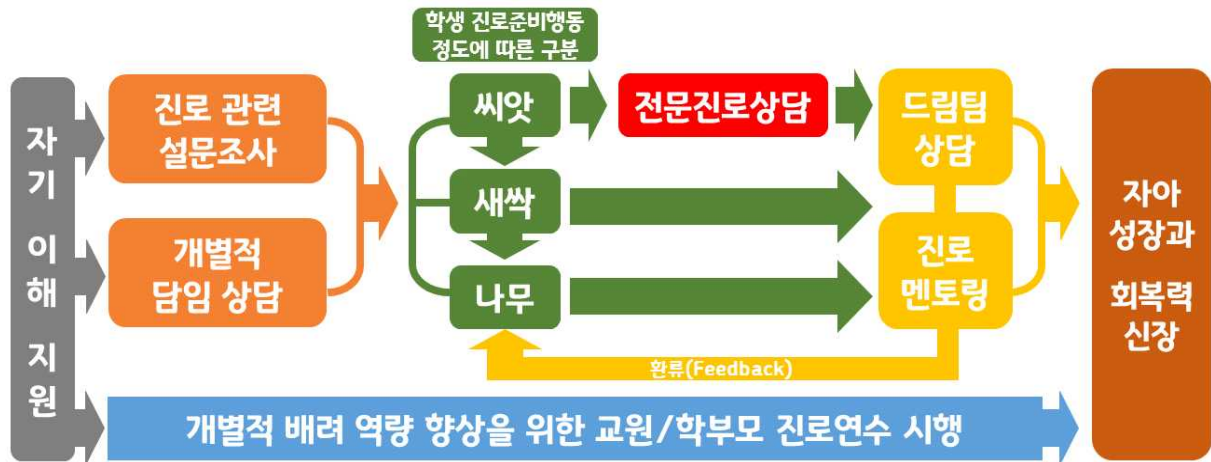 자
기
이
해
지
원
진로 관련
설문조사
개별적
담임 상담
학생 진로준비행동
정도에 따른 구분
씨앗
새싹
나무
전문진로상담
드림팀
상담
진로
멘토링
환류(Feedback)
개별적 배려 역량 향상을 위한 교원/학부모 진로연수 시행
자아
성장과
회복력
신장